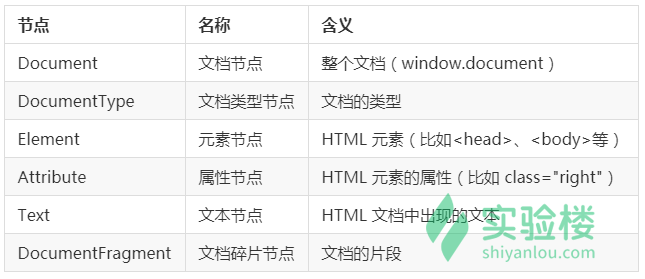 节点 名称 含义
Document 文档节点 整个文档（window.document）
DocumentType 文档类型节点 文档的类型
Element 元素节点 HTML 元素（比如<head>、<body>等）
Attribute 属性节点 HTML 元素的属性（比如 class="right"）
Text 文本节点 HTML 文档中出现的文本
DocumentFragment 文档碎片节点 文档的片段
实验楼
shiyanlou.com